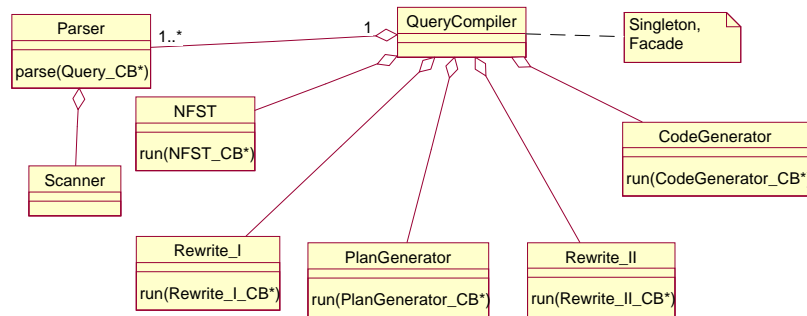 Parser
parse(Query_CB*)
1..*
1
QueryCompiler
Singleton,
Facade
NFST
run(NFST_CB*)
CodeGenerator
run(CodeGenerator_CB*
Scanner
Rewrite_I
run(Rewrite_I_CB*)
PlanGenerator
run(PlanGenerator_CB*)
Rewrite_II
run(Rewrite_II_CB*)